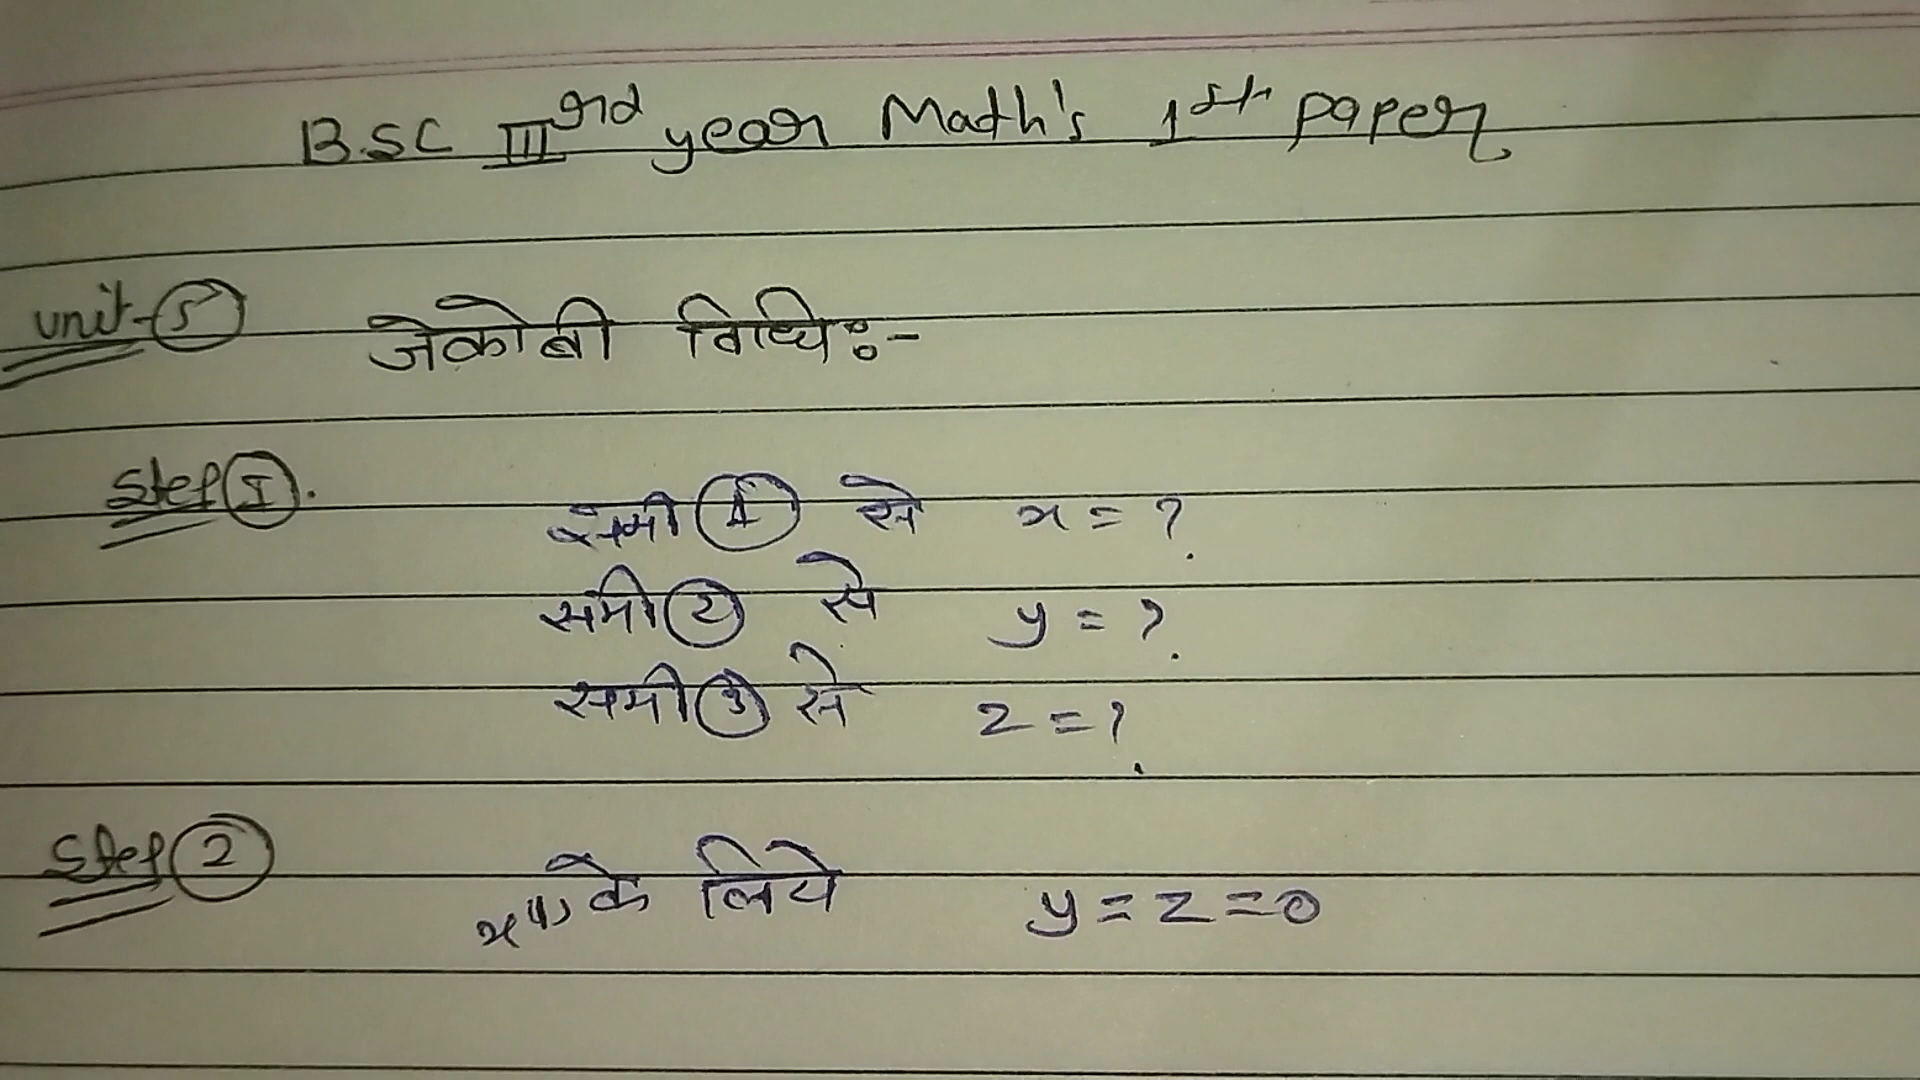 B.SC III rd year Math's 1st paper
Unit-5 जेकोबी विधि:-
Step I.
समी 1 से x = ?
समी 2 से y = ?
समी 3 से z = ?
Step 2
x(1) के लिये y = z = 0